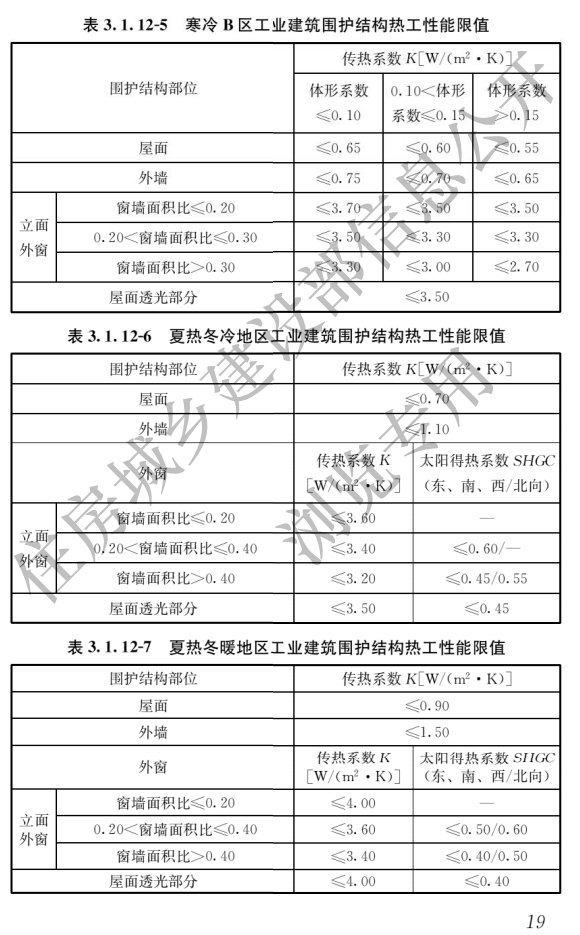 表 3.1.12-5 寒冷 B 区工业建筑围护结构热工性能限值
围护结构部位 传热系数 K[W/(m²·K)]
体形系数 ≤0.10 0.10<体形系数≤0.15 体形系数 >0.15
屋面 ≤0.65 ≤0.60 ≤0.55
外墙 ≤0.75 ≤0.70 ≤0.65
立面外窗 窗墙面积比≤0.20 ≤3.70 ≤3.50 ≤3.50
0.20<窗墙面积比≤0.30 ≤3.50 ≤3.30 ≤3.30
窗墙面积比>0.30 ≤3.30 ≤3.00 ≤2.70
屋面透光部分 ≤3.50
表 3.1.12-6 夏热冬冷地区工业建筑围护结构热工性能限值
围护结构部位 传热系数 K[W/(m²·K)]
屋面 ≤0.70
外墙 ≤1.10
外窗 传热系数 K [W/(m²·K)] 太阳得热系数 SHGC (东、南、西/北向)
立面外窗 窗墙面积比≤0.20 ≤3.60 —
0.20<窗墙面积比≤0.40 ≤3.40 ≤0.60/—
窗墙面积比>0.40 ≤3.20 ≤0.45/0.55
屋面透光部分 ≤3.50 ≤0.45
表 3.1.12-7 夏热冬暖地区工业建筑围护结构热工性能限值
围护结构部位 传热系数 K[W/(m²·K)]
屋面 ≤0.90
外墙 ≤1.50
外窗 传热系数 K [W/(m²·K)] 太阳得热系数 SHGC (东、南、西/北向)
立面外窗 窗墙面积比≤0.20 ≤4.00 —
0.20<窗墙面积比≤0.40 ≤3.60 ≤0.50/0.60
窗墙面积比>0.40 ≤3.40 ≤0.40/0.50
屋面透光部分 ≤4.00 ≤0.40
19
住房城乡建设部信息公开
浏览专用